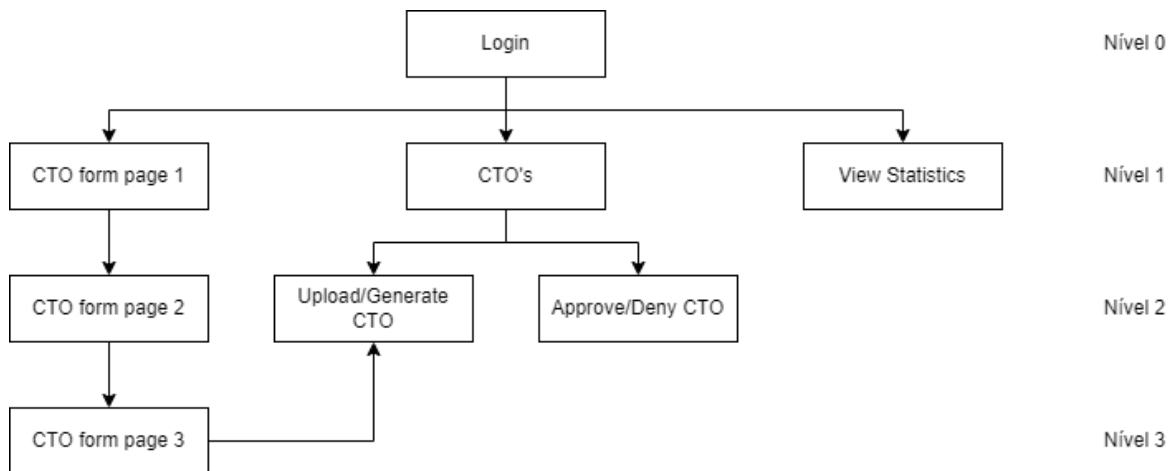 Login
Nível 0
CTO form page 1
CTO's
View Statistics
Nível 1
CTO form page 2
Upload/Generate
CTO
Approve/Deny CTO
Nível 2
CTO form page 3
Nível 3